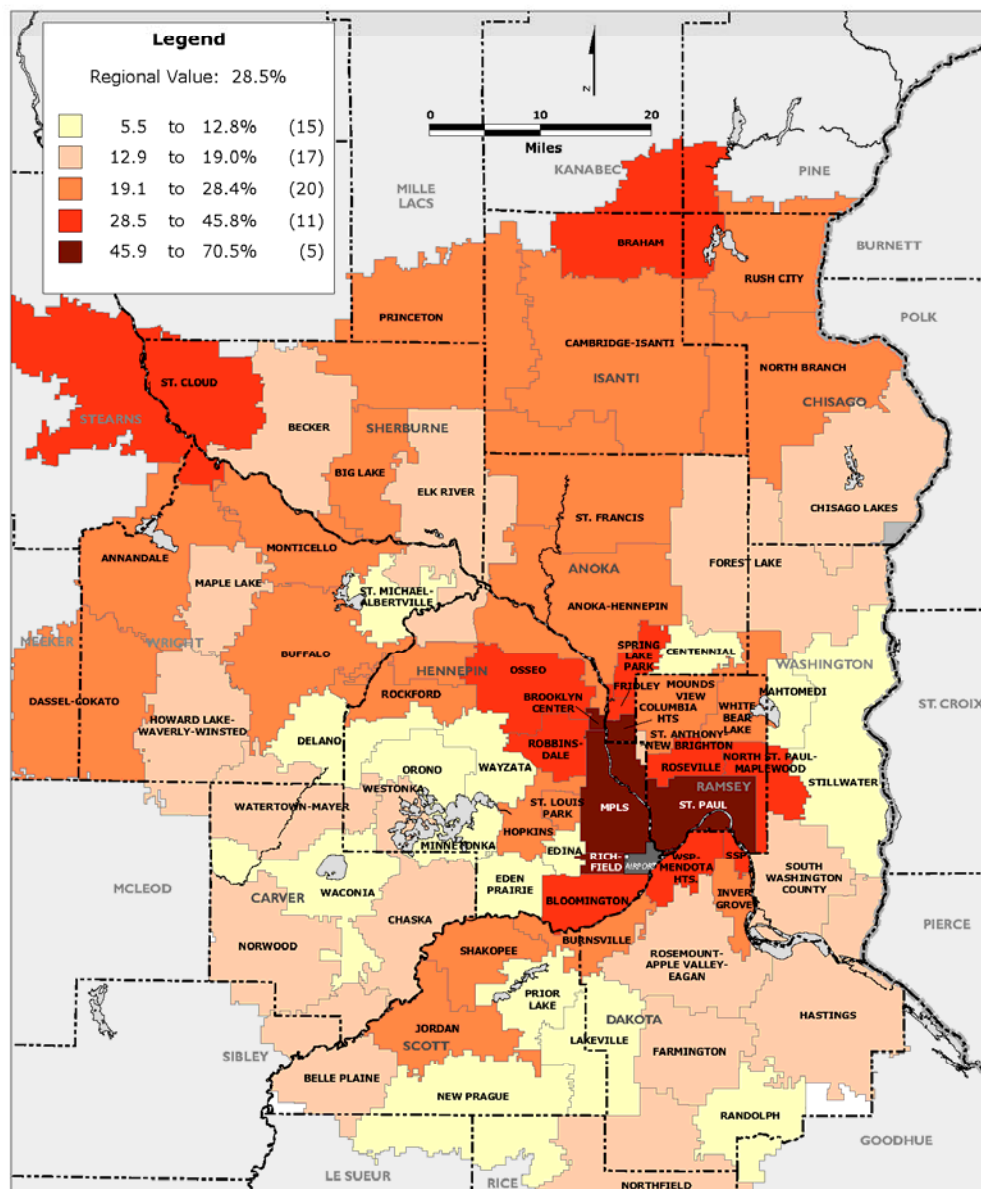 Legend
Regional Value: 28.5%
5.5 to 12.8% (15)
12.9 to 19.0% (17)
19.1 to 28.4% (20)
28.5 to 45.8% (11)
45.9 to 70.5% (5)
N
0 10 20
Miles
KANABEC
PINE
MILLE
LACS
BRAHAM
BURNETT
RUSH CITY
PRINCETON
POLK
CAMBRIDGE-ISANTI
NORTH BRANCH
ISANTI
ST. CLOUD
CHISAGO
STEARNS
BECKER
SHERBURNE
BIG LAKE
ELK RIVER
CHISAGO LAKES
ST. FRANCIS
ANNANDALE
MONTICELLO
FOREST LAKE
ANOKA
MAPLE LAKE
ST. MICHAEL-
ALBERTVILLE
ANOKA-HENNEPIN
MEEKER
WRIGHT
SPRING
LAKE
PARK
CENTENNIAL
BUFFALO
WASHINGTON
HENNEPIN
OSSEO
FRIDLEY
MOUNDS
VIEW
MAHTOMEDI
DASSEL-COKATO
ROCKFORD
BROOKLYN
CENTER
COLUMBIA
HTS
WHITE
BEAR
LAKE
ST. CROIX
HOWARD LAKE-
WAVERLY-WINSTED
DELANO
ST. ANTHONY
NEW BRIGHTON
ROBBINS-
DALE
NORTH ST. PAUL-
MAPLEWOOD
ORONO
WAYZATA
ROSEVILLE
STILLWATER
WESTONKA
RAMSEY
WATERTOWN-MAYER
ST. LOUIS
PARK
MPLS
ST. PAUL
HOPKINS
MINNETONKA
EDINA
RICH-
FIELD
AIRPORT
WSP-
MENDOTA
HTS.
SSP
SOUTH
WASHINGTON
COUNTY
MCLEOD
WACONIA
EDEN
PRAIRIE
CARVER
INVER
GROVE
BLOOMINGTON
CHASKA
PIERCE
NORWOOD
BURNSVILLE
SHAKOPEE
ROSEMOUNT-
APPLE VALLEY-
EAGAN
PRIOR
LAKE
HASTINGS
DAKOTA
JORDAN
LAKEVILLE
SCOTT
FARMINGTON
SIBLEY
BELLE PLAINE
NEW PRAGUE
RANDOLPH
GOODHUE
LE SUEUR
RICE
NORTHFIELD